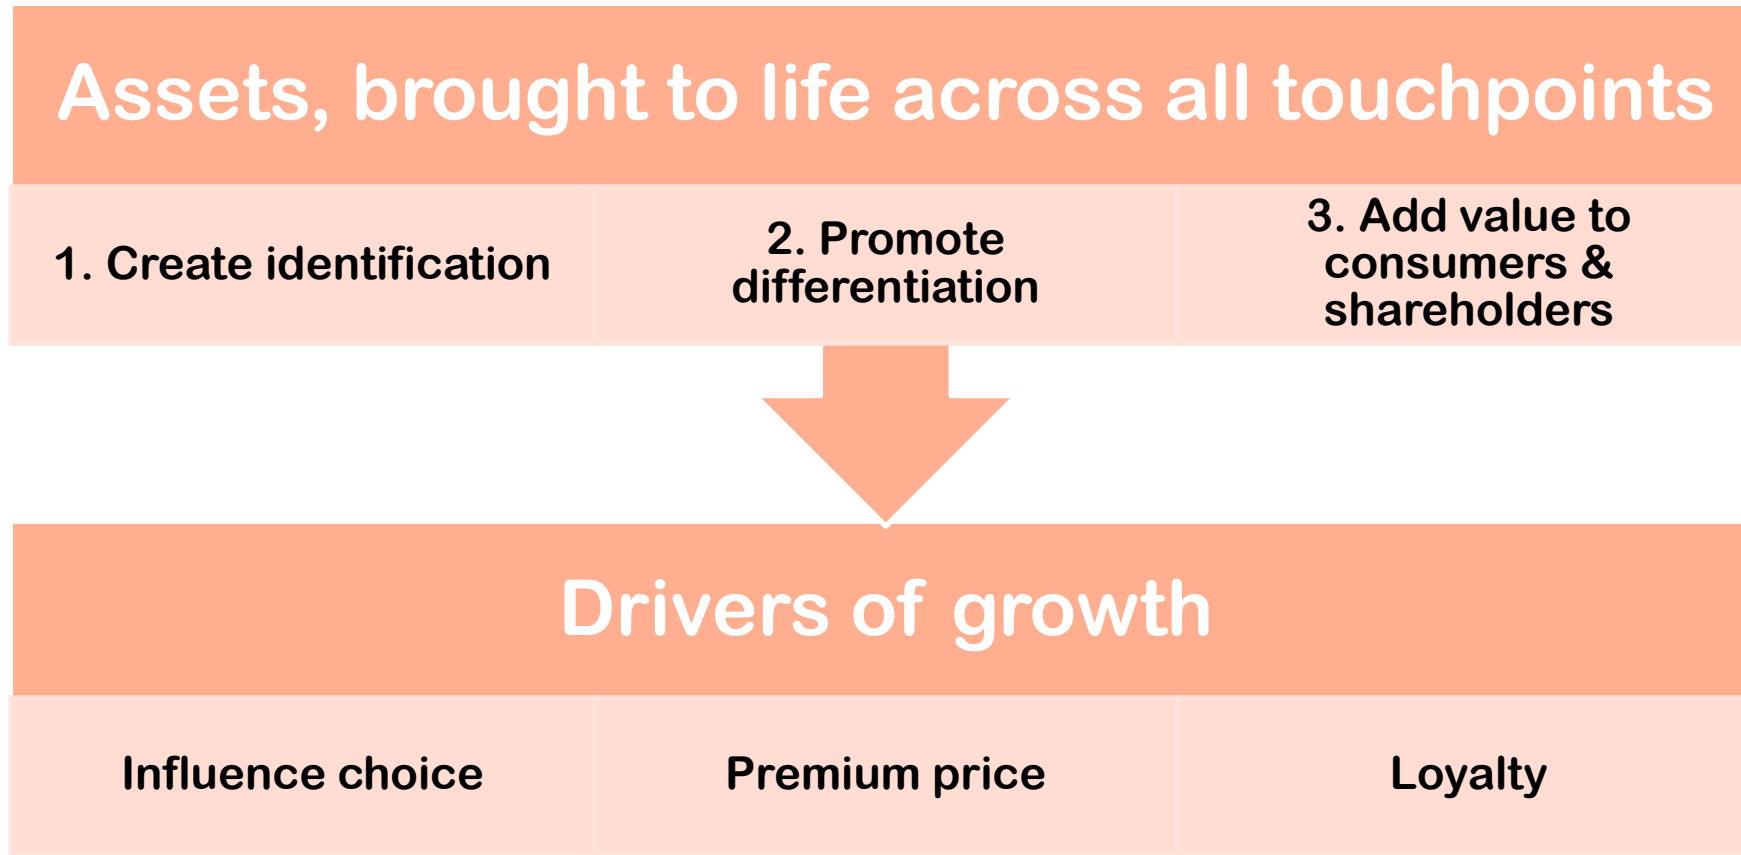 Assets, brought to life across all touchpoints
1. Create identification
2. Promote
differentiation
3. Add value to
consumers &
shareholders
Drivers of growth
Influence choice
Premium price
Loyalty